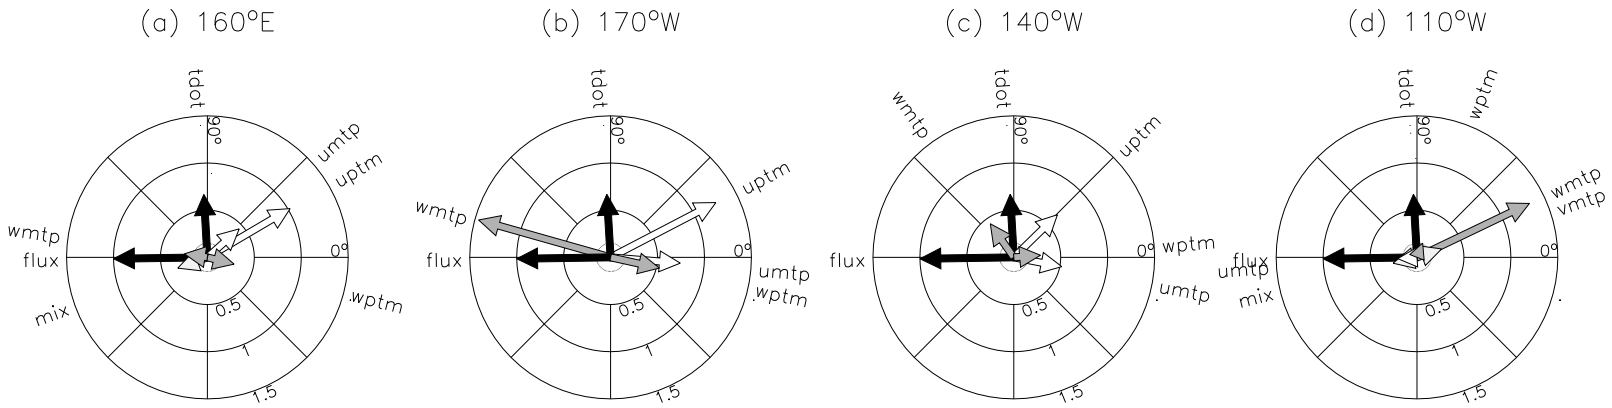 (a) 160°E
tdot
90°
umtp
uptm
wmtp
flux
0°
mix
wptm
0.5
1
1.5
(b) 170°W
tdot
90°
uptm
wmtp
flux
0°
umtp
wptm
0.5
1
1.5
(c) 140°W
tdot
wmtp
90°
uptm
flux
0°
wptm
umtp
0.5
1
1.5
(d) 110°W
tdot
wptm
90°
wmtp
vmtp
flux
umtp
mix
0°
0.5
1
1.5